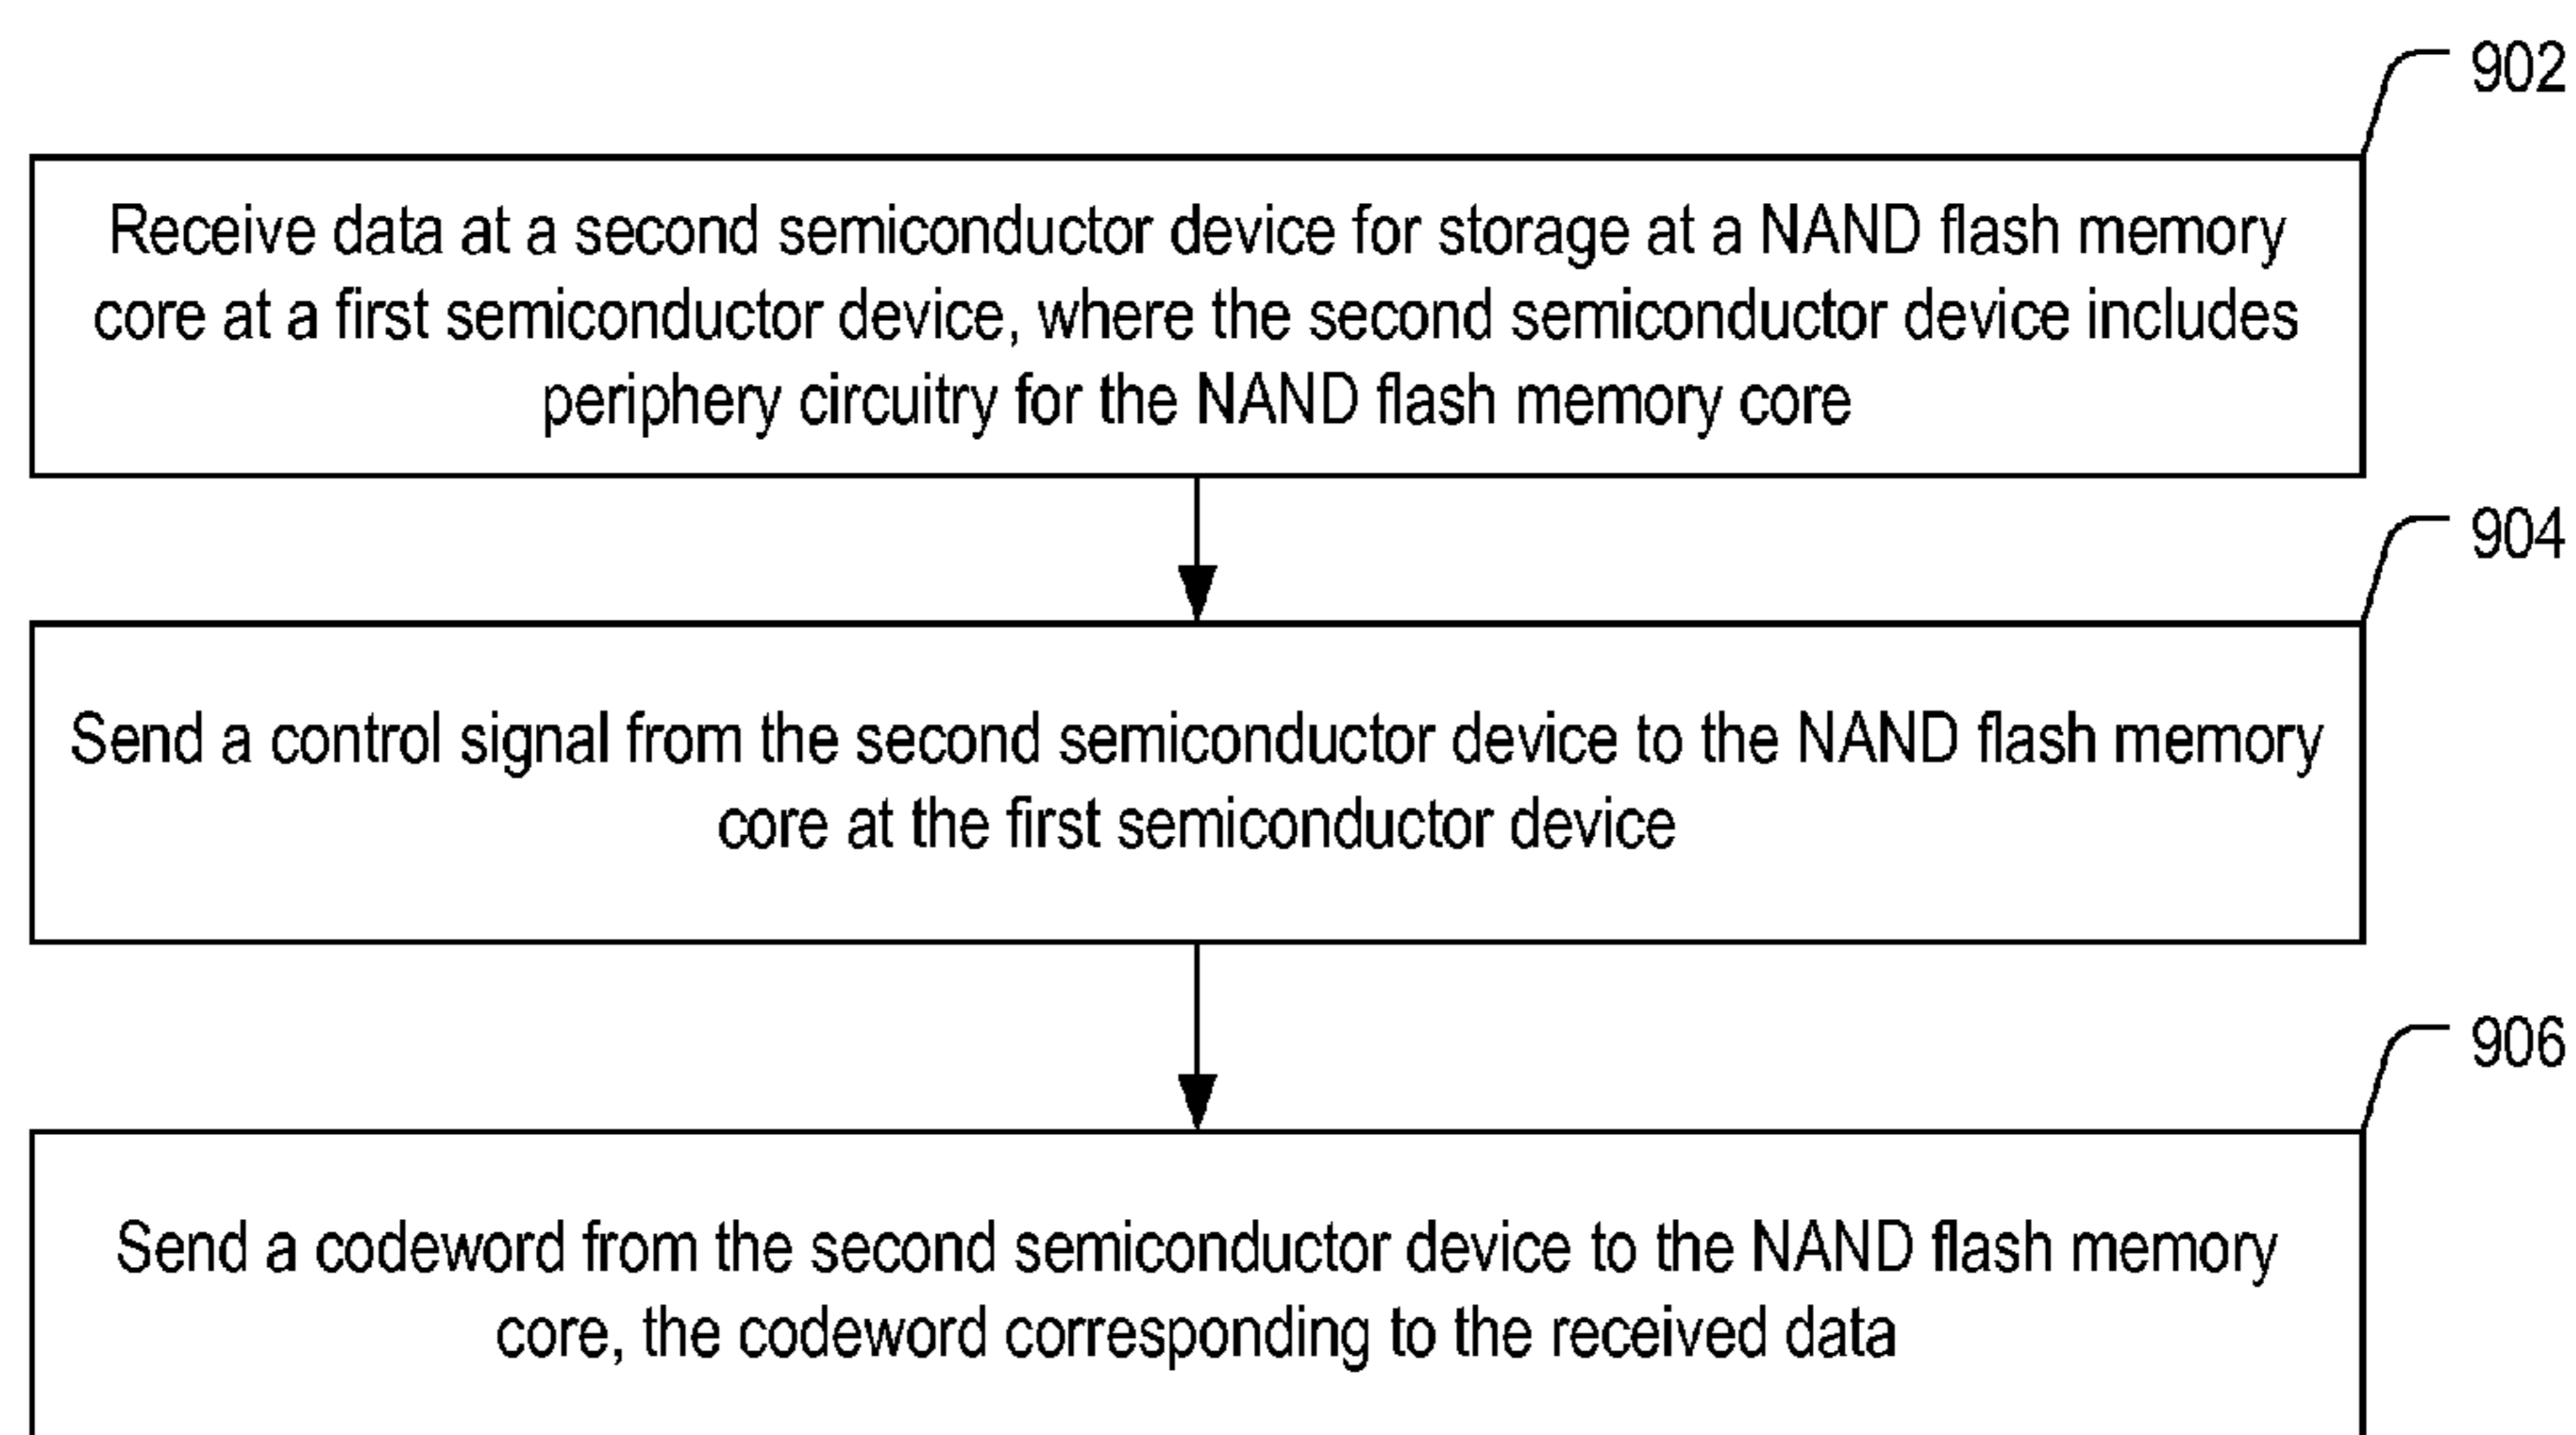 902
Receive data at a second semiconductor device for storage at a NAND flash memory
core at a first semiconductor device, where the second semiconductor device includes
periphery circuitry for the NAND flash memory core
904
Send a control signal from the second semiconductor device to the NAND flash memory
core at the first semiconductor device
906
Send a codeword from the second semiconductor device to the NAND flash memory
core, the codeword corresponding to the received data